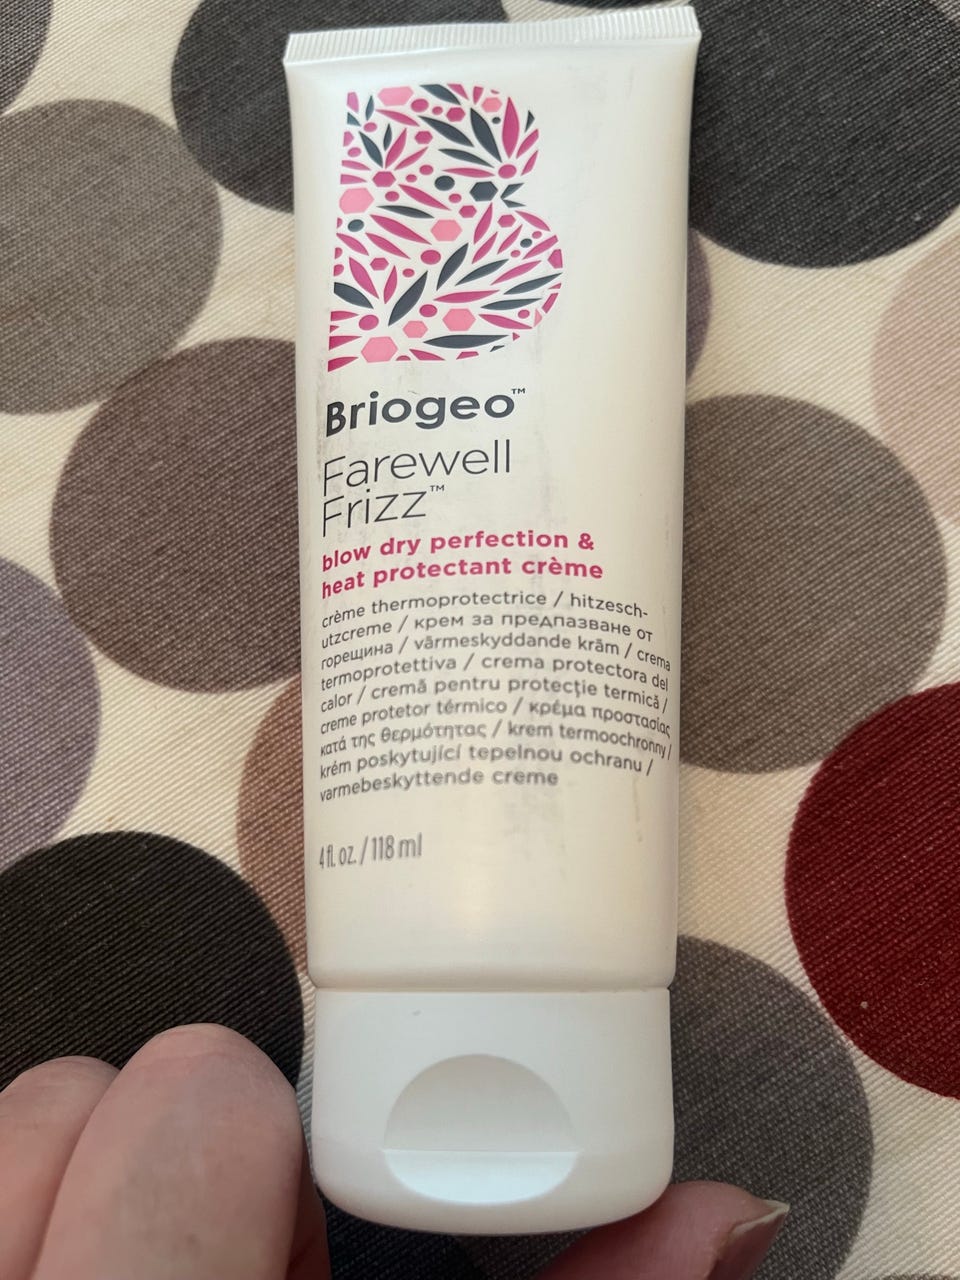 Briogeo™
Farewell
Frizz™
blow dry perfection &
heat protectant crème
crème thermoprotectrice / hitzesch-
utzcreme / крем за предпазване от
горещина / värmeskyddande kräm / crema
termoprotettiva / crema protectora del
calor / cremă pentru protecție termică /
creme protetor térmico / κρέμα προστασίας
κατά της θερμότητας / krem termoochronny /
krém poskytující tepelnou ochranu /
varmebeskyttende creme
4 fl. oz. / 118 ml